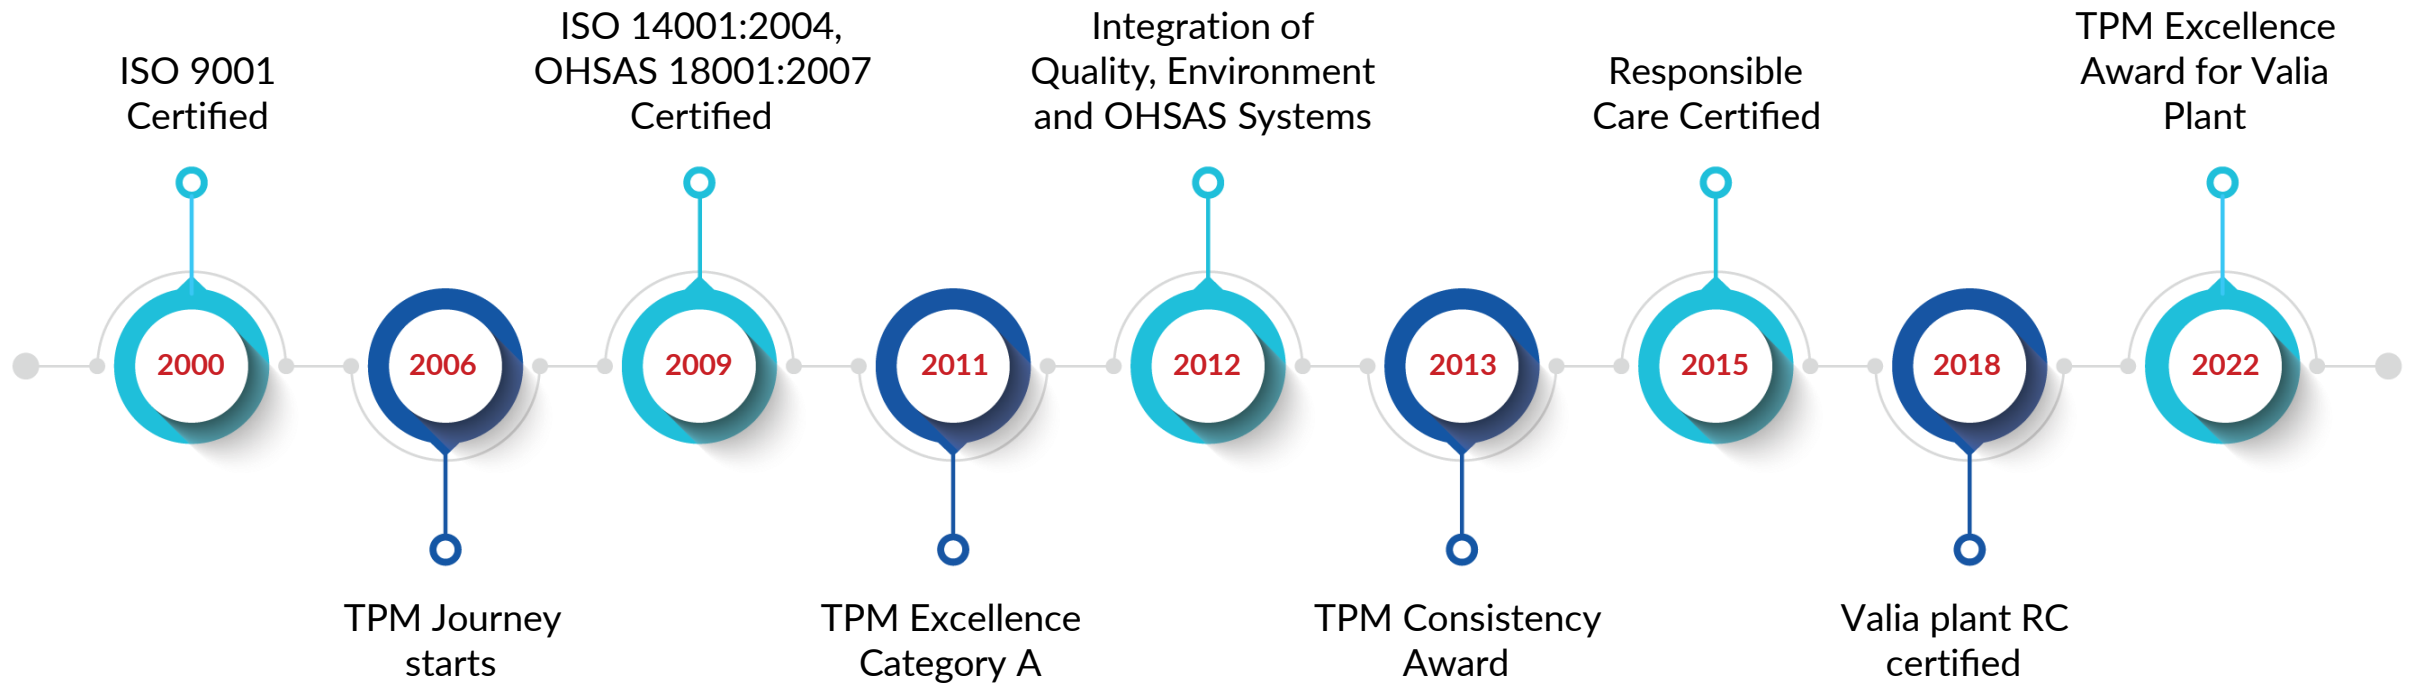 ISO 9001
Certified
2000
2006
TPM Journey
starts
ISO 14001:2004,
OHSAS 18001:2007
Certified
2009
2011
TPM Excellence
Category A
Integration of
Quality, Environment
and OHSAS Systems
2012
2013
TPM Consistency
Award
Responsible
Care Certified
2015
2018
Valia plant RC
certified
TPM Excellence
Award for Valia
Plant
2022